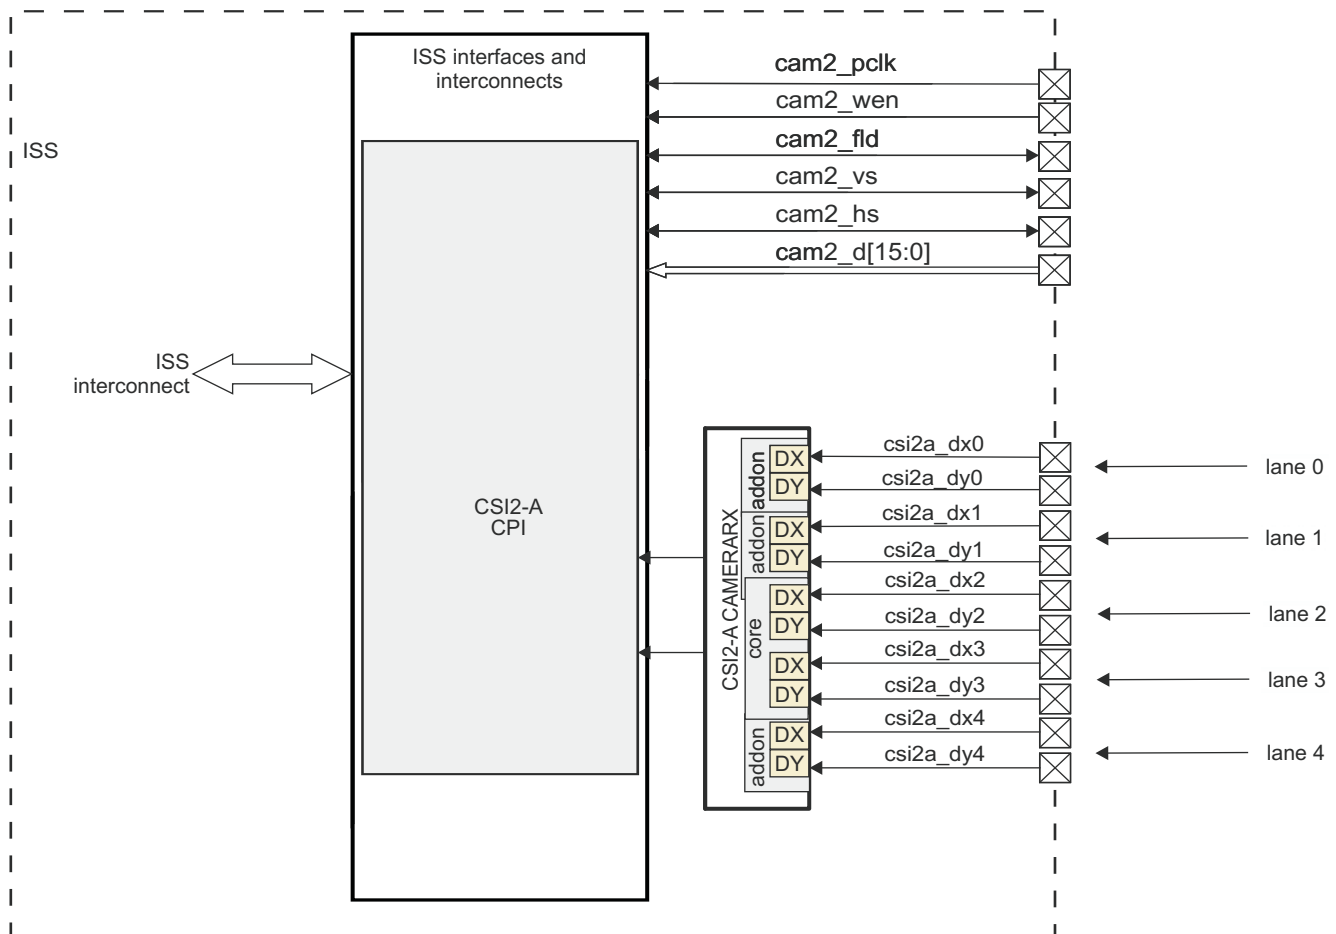 ISS
ISS interfaces and
interconnects
ISS
interconnect
CSI2-A
CPI
cam2_pclk
cam2_wen
cam2_fld
cam2_vs
cam2_hs
cam2_d[15:0]
CSI2-A CAMERARX
addon
DX
DY
addon
DX
DY
core
DX
DY
DX
DY
addon
DX
DY
csi2a_dx0
csi2a_dy0
csi2a_dx1
csi2a_dy1
csi2a_dx2
csi2a_dy2
csi2a_dx3
csi2a_dy3
csi2a_dx4
csi2a_dy4
lane 0
lane 1
lane 2
lane 3
lane 4